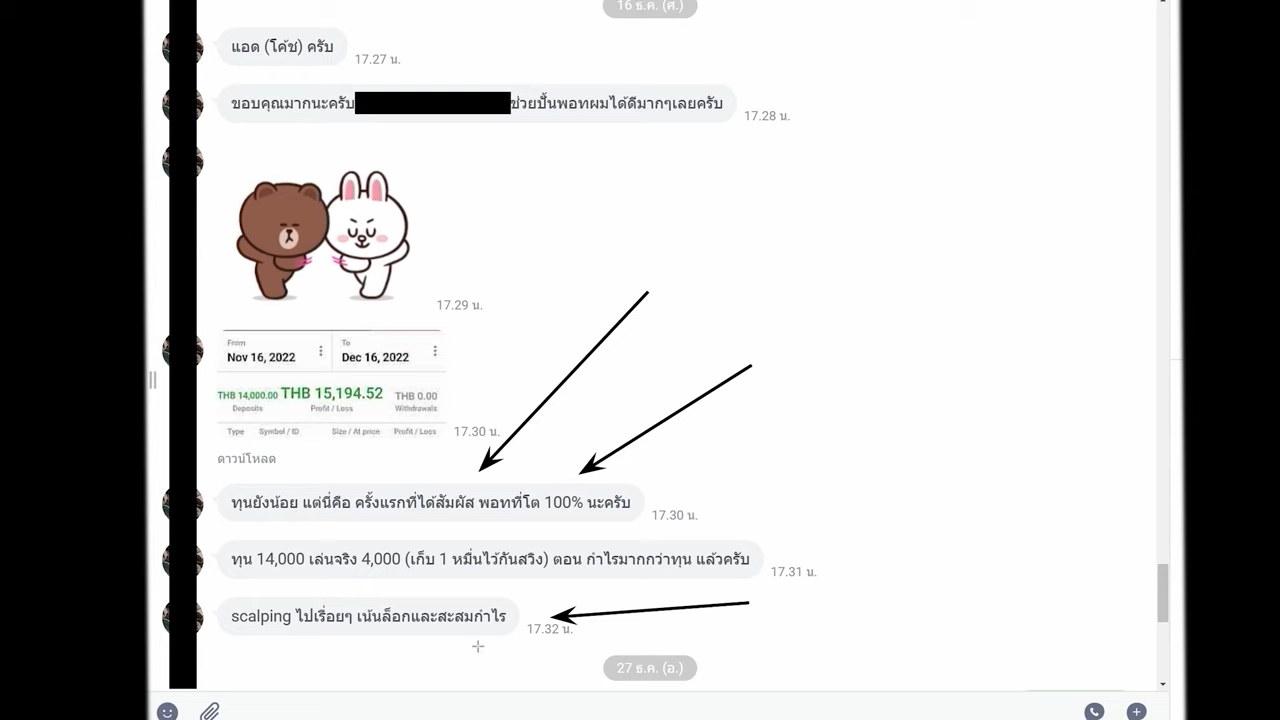 16 ธ.ค. (ศ.)
แอด (โค้ช) ครับ
17.27 น.
ขอบคุณมากนะครับ ช่วยปั้นพอทผมได้ดีมากๆเลยครับ
17.28 น.
17.29 น.
From To
Nov 16, 2022 Dec 16, 2022
THB 14,000.00 THB 15,194.52 THB 0.00
Deposits Profit / Loss Withdrawals
Type Symbol / ID Size / At price Profit / Loss
17.30 น.
ดาวน์โหลด
ทุนยังน้อย แต่นี่คือ ครั้งแรกที่ได้สัมผัส พอทที่โต 100% นะครับ
17.30 น.
ทุน 14,000 เล่นจริง 4,000 (เก็บ 1 หมื่นไว้กันสวิง) ตอน กำไรมากกว่าทุน แล้วครับ
17.31 น.
scalping ไปเรื่อยๆ เน้นล็อกและสะสมกำไร
17.32 น.
27 ธ.ค. (อ.)